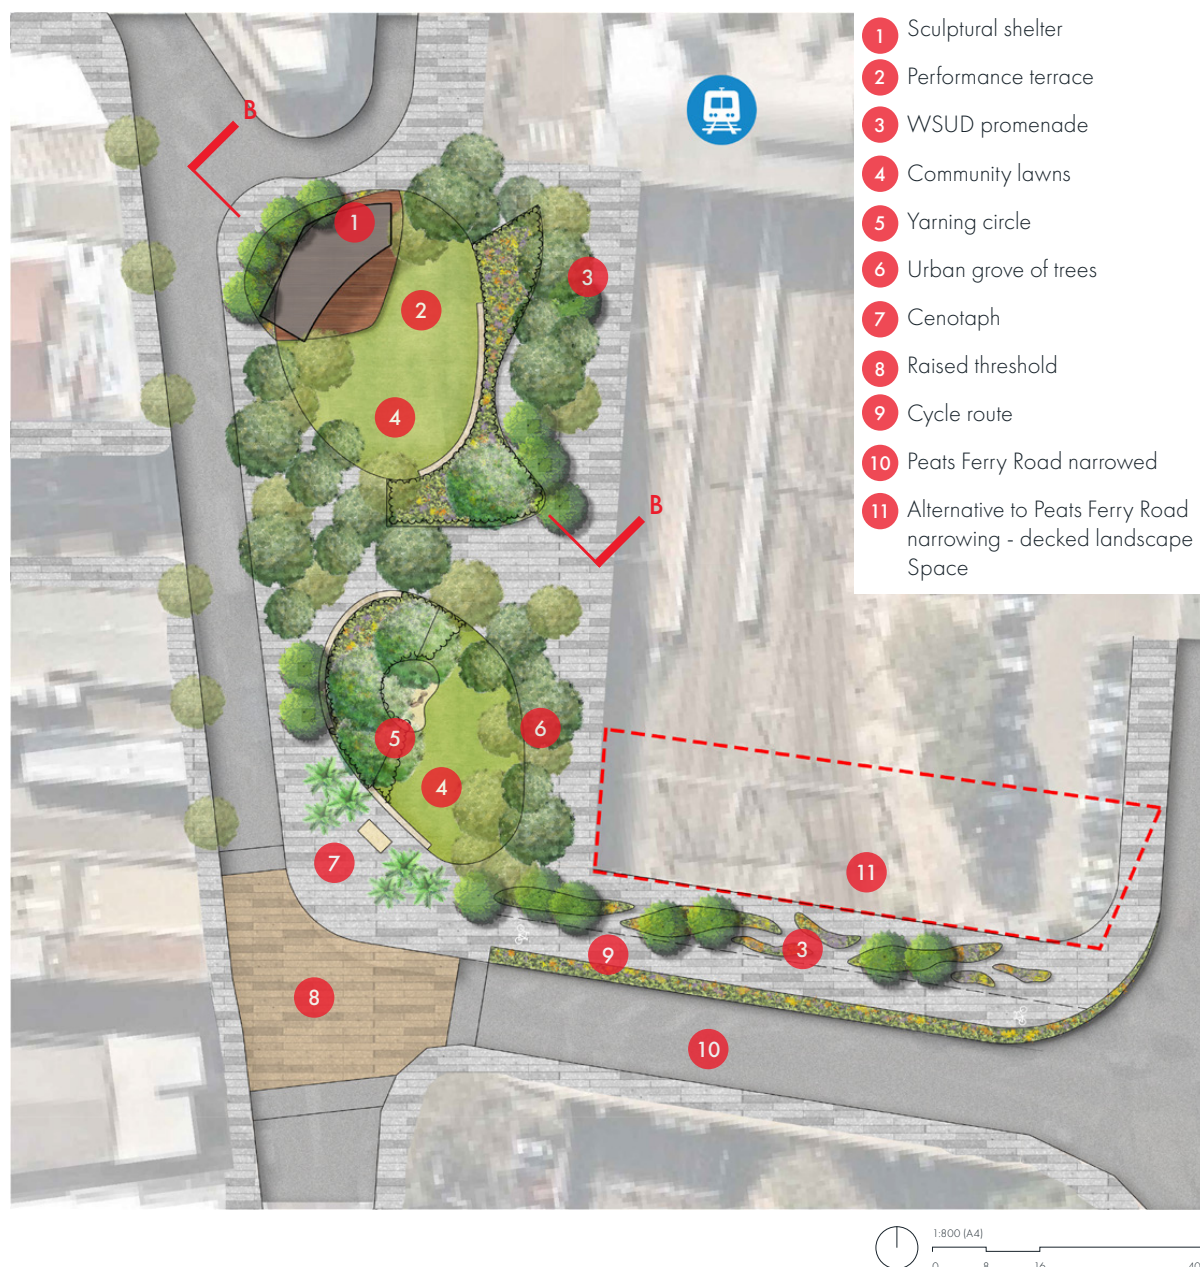 1 Sculptural shelter
2 Performance terrace
3 WSUD promenade
4 Community lawns
5 Yarning circle
6 Urban grove of trees
7 Cenotaph
8 Raised threshold
9 Cycle route
10 Peats Ferry Road narrowed
11 Alternative to Peats Ferry Road
narrowing - decked landscape
Space
B
1
3
2
4
B
5
6
4
7
11
9
3
8
10
1:800 (A4)
0 8 16 40